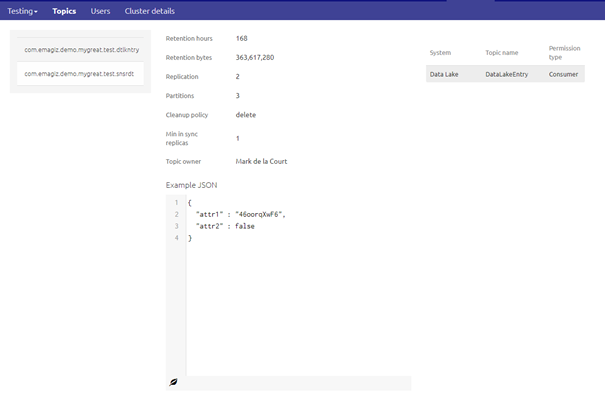 Testing Topics Users Cluster details
com.emagiz.demo.mygreat.test.dtlkntry
com.emagiz.demo.mygreat.test.snsrdt
Retention hours 168
Retention bytes 363,617,280
Replication 2
Partitions 3
Cleanup policy delete
Min in sync
replicas 1
Topic owner Mark de la Court
Example JSON
1 {
2 "attr1" : "46oorqXwF6",
3 "attr2" : false
4 }
System Topic name Permission
type
Data Lake DataLakeEntry Consumer